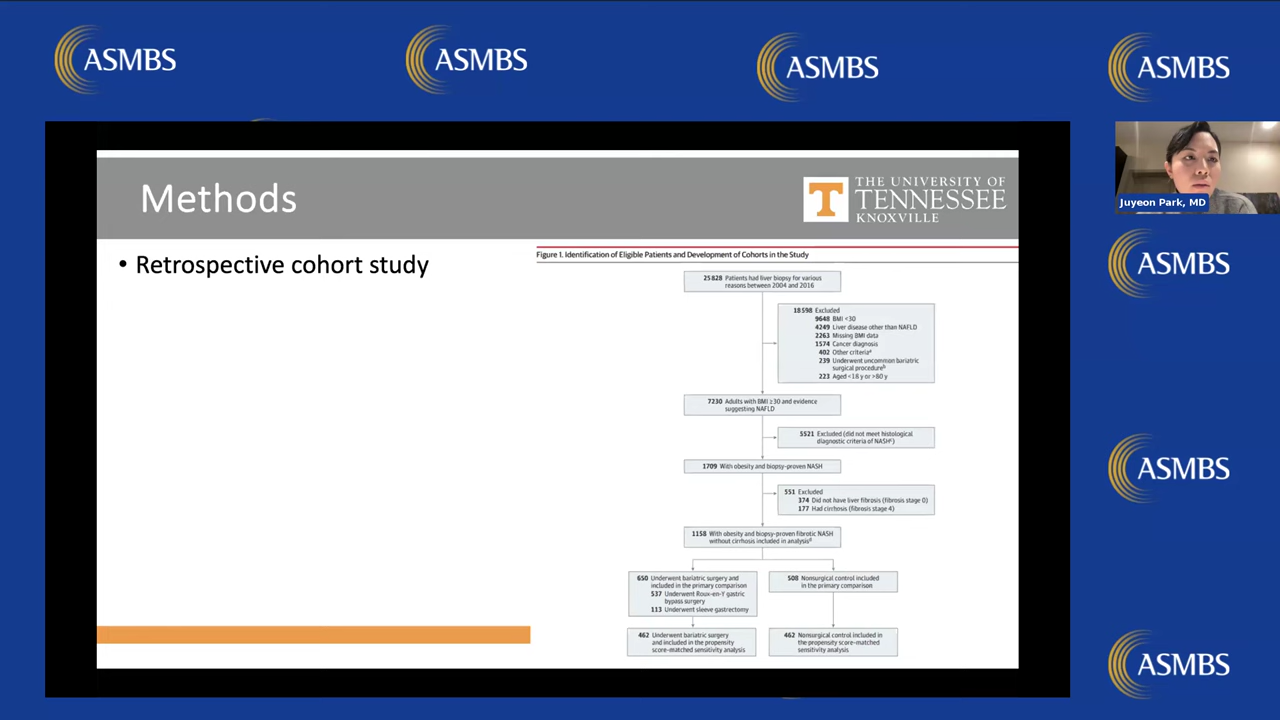 ASMBS
ASMBS
ASMBS
ASMBS
Methods
T
THE UNIVERSITY OF
TENNESSEE
KNOXVILLE
Juyeon Park, MD
• Retrospective cohort study
Figure 1. Identification of Eligible Patients and Development of Cohorts in the Study
25 828 Patients had liver biopsy for various
reasons between 2004 and 2016
18 598 Excluded
9648 BMI <30
4249 Liver disease other than NAFLD
2263 Missing BMI data
1574 Cancer diagnosis
402 Other criteriaᵃ
239 Underwent uncommon bariatric
surgical procedureᵇ
223 Aged <18 y or >80 y
7230 Adults with BMI ≥30 and evidence
suggesting NAFLD
5521 Excluded (did not meet histological
diagnostic criteria of NASHᶜ)
1709 With obesity and biopsy-proven NASH
551 Excluded
374 Did not have liver fibrosis (fibrosis stage 0)
177 Had cirrhosis (fibrosis stage 4)
1158 With obesity and biopsy-proven fibrotic NASH
without cirrhosis included in analysisᵈ
650 Underwent bariatric surgery and
included in the primary comparison
537 Underwent Roux-en-Y gastric
bypass surgery
113 Underwent sleeve gastrectomy
508 Nonsurgical control included
in the primary comparison
462 Underwent bariatric surgery
and included in the propensity
score-matched sensitivity analysis
462 Nonsurgical control included in
the propensity score-matched
sensitivity analysis
ASMBS
ASMBS
ASMBS